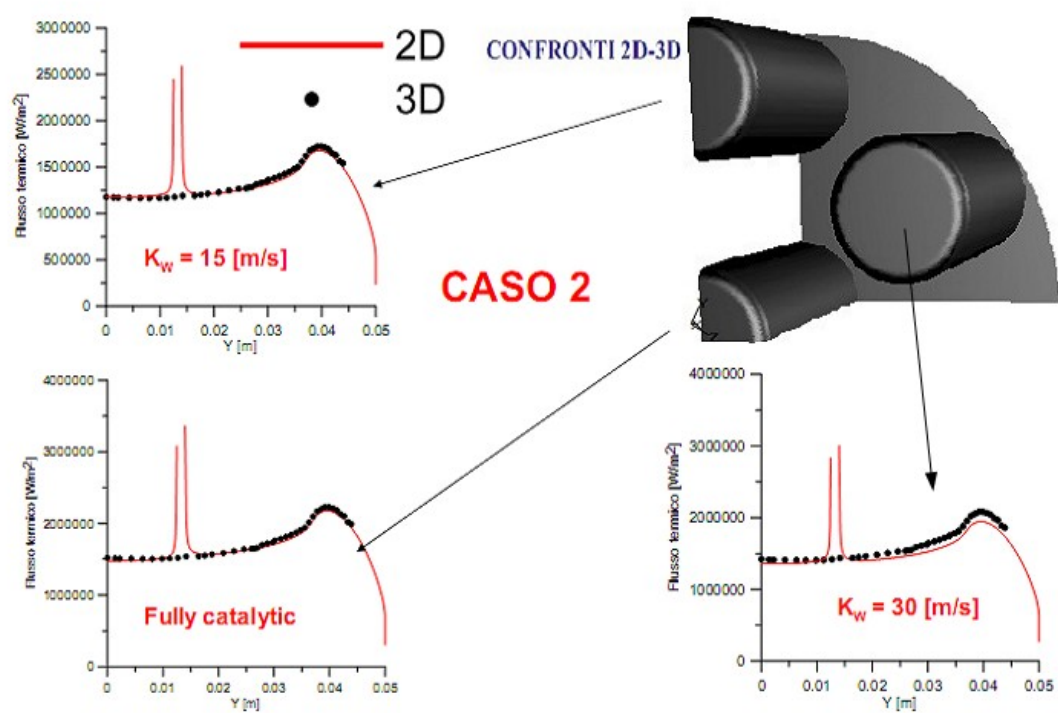 2D
3D
CONFRONTI 2D-3D
CASO 2
3000000
2500000
2000000
1500000
1000000
500000
0
Flusso termico [W/m2]
0 0.01 0.02 0.03 0.04 0.05
Y [m]
Kw = 15 [m/s]
4000000
3000000
2000000
1000000
0
Flusso termico [W/m2]
0 0.01 0.02 0.03 0.04 0.05
Y [m]
Fully catalytic
4000000
3000000
2000000
1000000
0
Flusso termico [W/m2]
0 0.01 0.02 0.03 0.04 0.05
Y [m]
Kw = 30 [m/s]